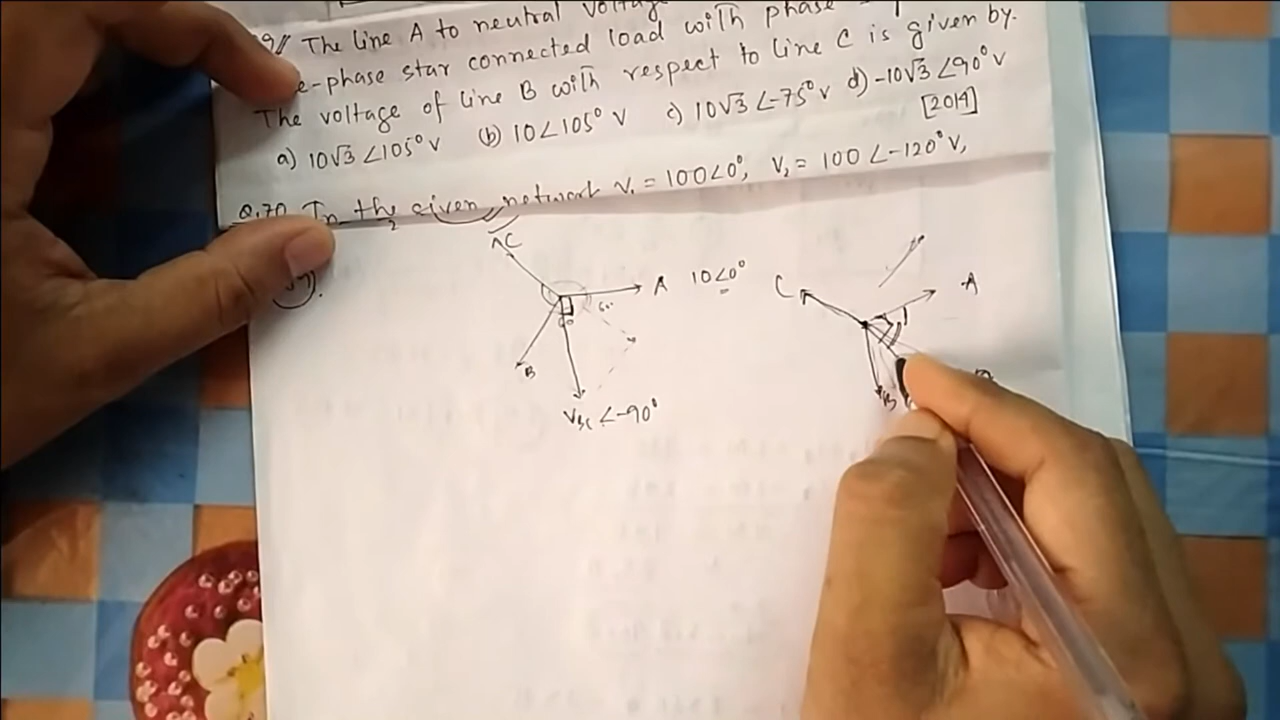 The line A to neutral voltage
e-phase star connected load with phase
The voltage of line B with respect to line C is given by.
a) 10√3 ∠105° V (b) 10∠105° V c) 10√3 ∠-75° V d) -10√3 ∠90° V
[2014]
Q.70 In the given network V₁ = 100∠0°, V₂ = 100 ∠-120° V,
C
A 10∠0°
60°
B
V_BC ∠-90°
C
A
B